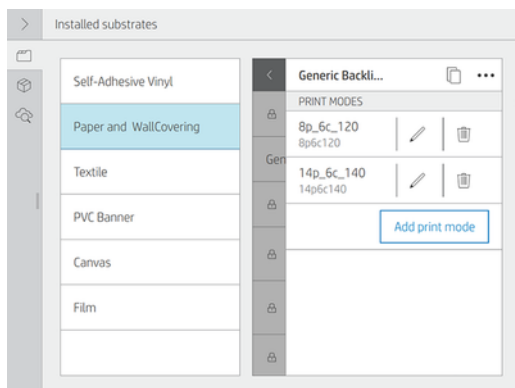 Installed substrates
Self-Adhesive Vinyl
Paper and WallCovering
Textile
PVC Banner
Canvas
Film
Gen
Generic Backli...
PRINT MODES
8p_6c_120
8p6c120
14p_6c_140
14p6c140
Add print mode